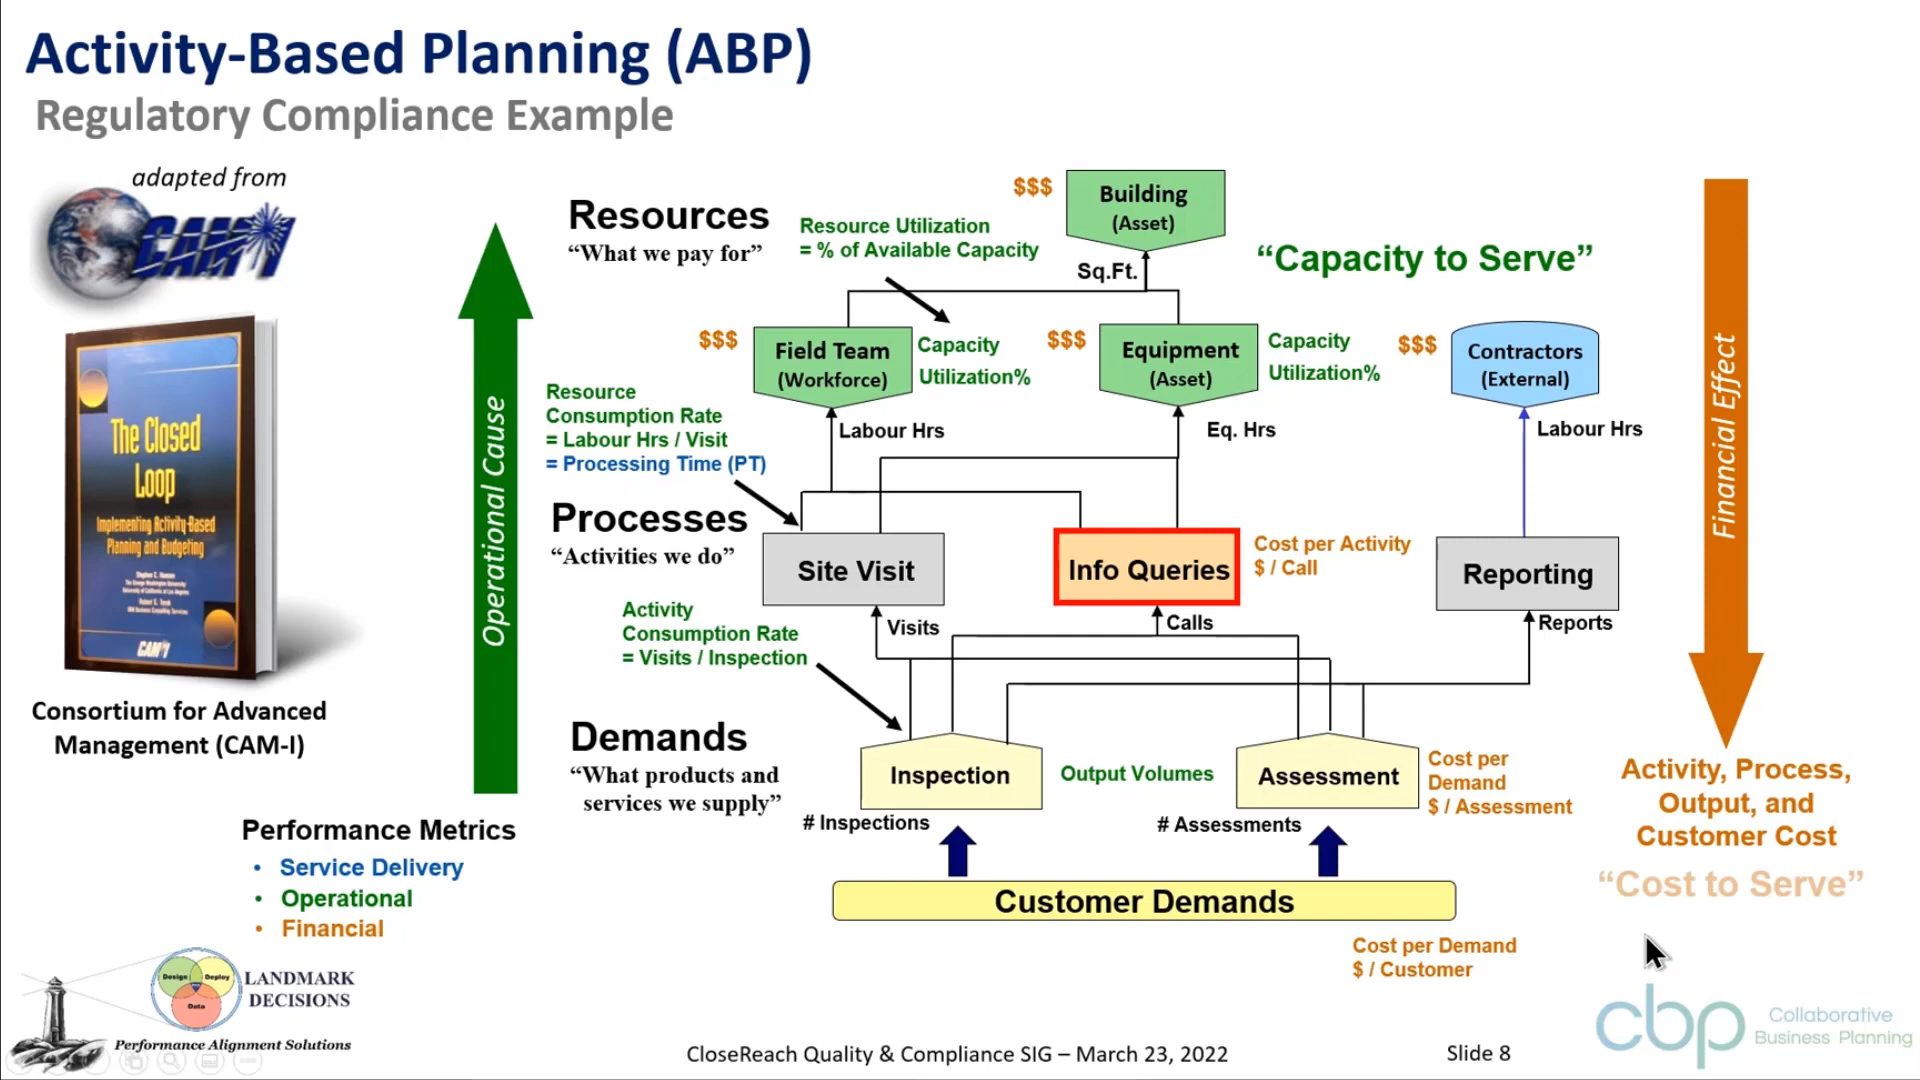 Activity-Based Planning (ABP)
Regulatory Compliance Example
adapted from
CAM-I
The Closed
Loop
Implementing Activity-Based
Planning and Budgeting
CAM-I
Consortium for Advanced
Management (CAM-I)
Performance Metrics
• Service Delivery
• Operational
• Financial
Design
Deploy
Data
LANDMARK
DECISIONS
Performance Alignment Solutions
Operational Cause
Resources
“What we pay for”
Resource Utilization
= % of Available Capacity
$$$
Building
(Asset)
Sq.Ft.
“Capacity to Serve”
$$$
Field Team
(Workforce)
Capacity
Utilization%
$$$
Equipment
(Asset)
Capacity
Utilization%
$$$
Contractors
(External)
Resource
Consumption Rate
= Labour Hrs / Visit
= Processing Time (PT)
Labour Hrs
Eq. Hrs
Labour Hrs
Processes
“Activities we do”
Site Visit
Info Queries
Cost per Activity
$ / Call
Reporting
Activity
Consumption Rate
= Visits / Inspection
Visits
Calls
Reports
Demands
“What products and
services we supply”
Inspection
Output Volumes
Assessment
Cost per
Demand
$ / Assessment
# Inspections
# Assessments
Customer Demands
Cost per Demand
$ / Customer
Financial Effect
Activity, Process,
Output, and
Customer Cost
“Cost to Serve”
cbp
Collaborative
Business Planning
CloseReach Quality & Compliance SIG – March 23, 2022
Slide 8